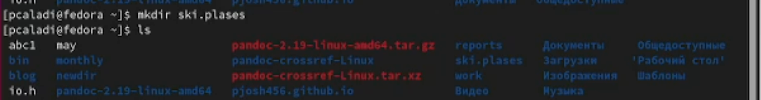 [pcaladi@fedora ~]$ mkdir ski.plases
[pcaladi@fedora ~]$ ls
abc1 may pandoc-2.19-linux-amd64.tar.gz reports Документы Общедоступные
bin monthly pandoc-crossref-Linux ski.plases Загрузки 'Рабочий стол'
blog newdir pandoc-crossref-Linux.tar.xz work Изображения Шаблоны
io.h pandoc-2.19-linux-amd64 pjosh456.github.io Видео Музыка